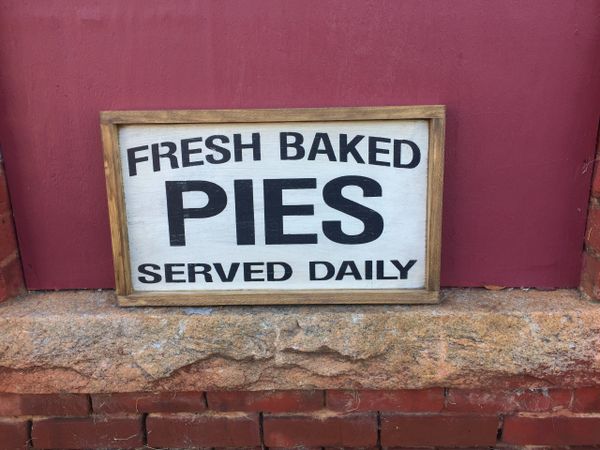 FRESH BAKED
PIES
SERVED DAILY